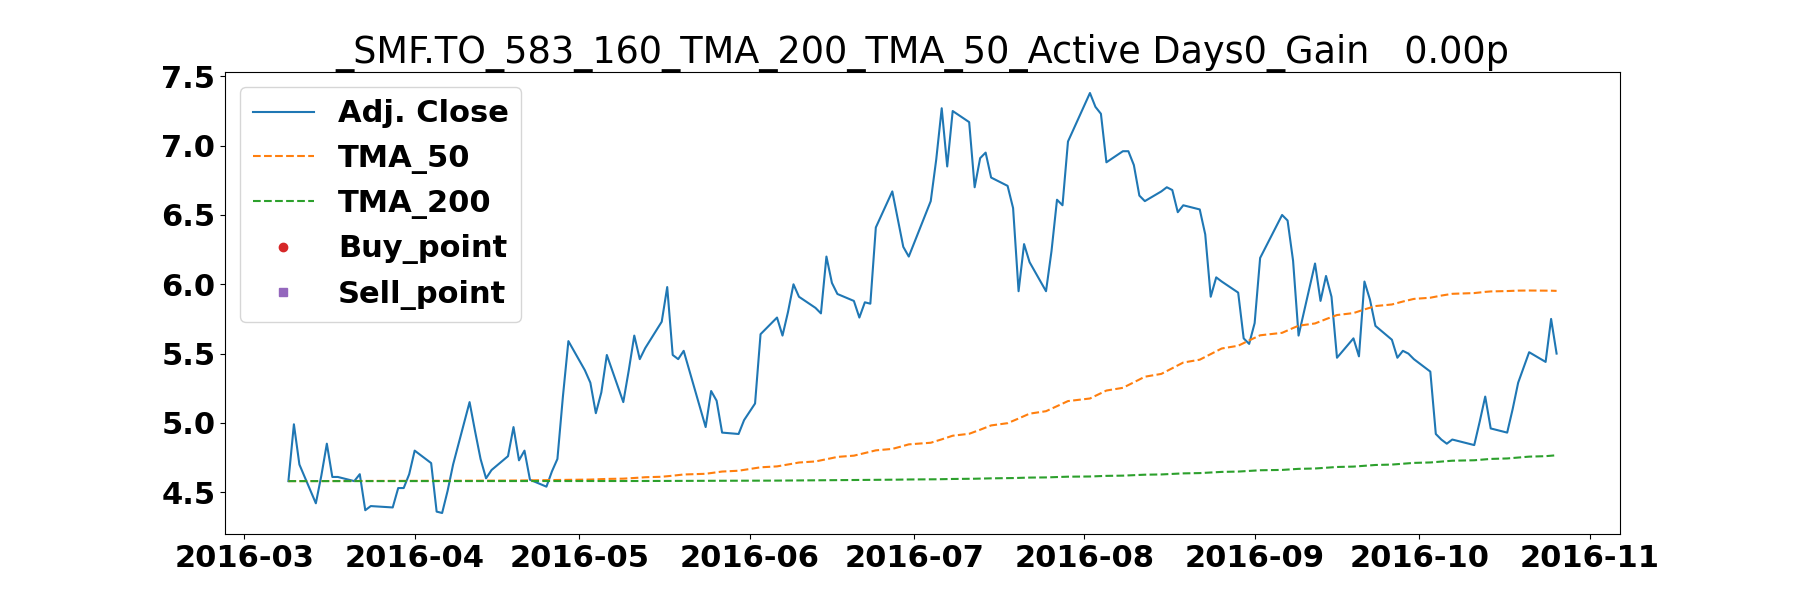 _SMF.TO_583_160_TMA_200_TMA_50_Active Days0_Gain   0.00p
7.5
7.0
6.5
6.0
5.5
5.0
4.5
Adj. Close
TMA_50
TMA_200
Buy_point
Sell_point
2016-03 2016-04 2016-05 2016-06 2016-07 2016-08 2016-09 2016-10 2016-11